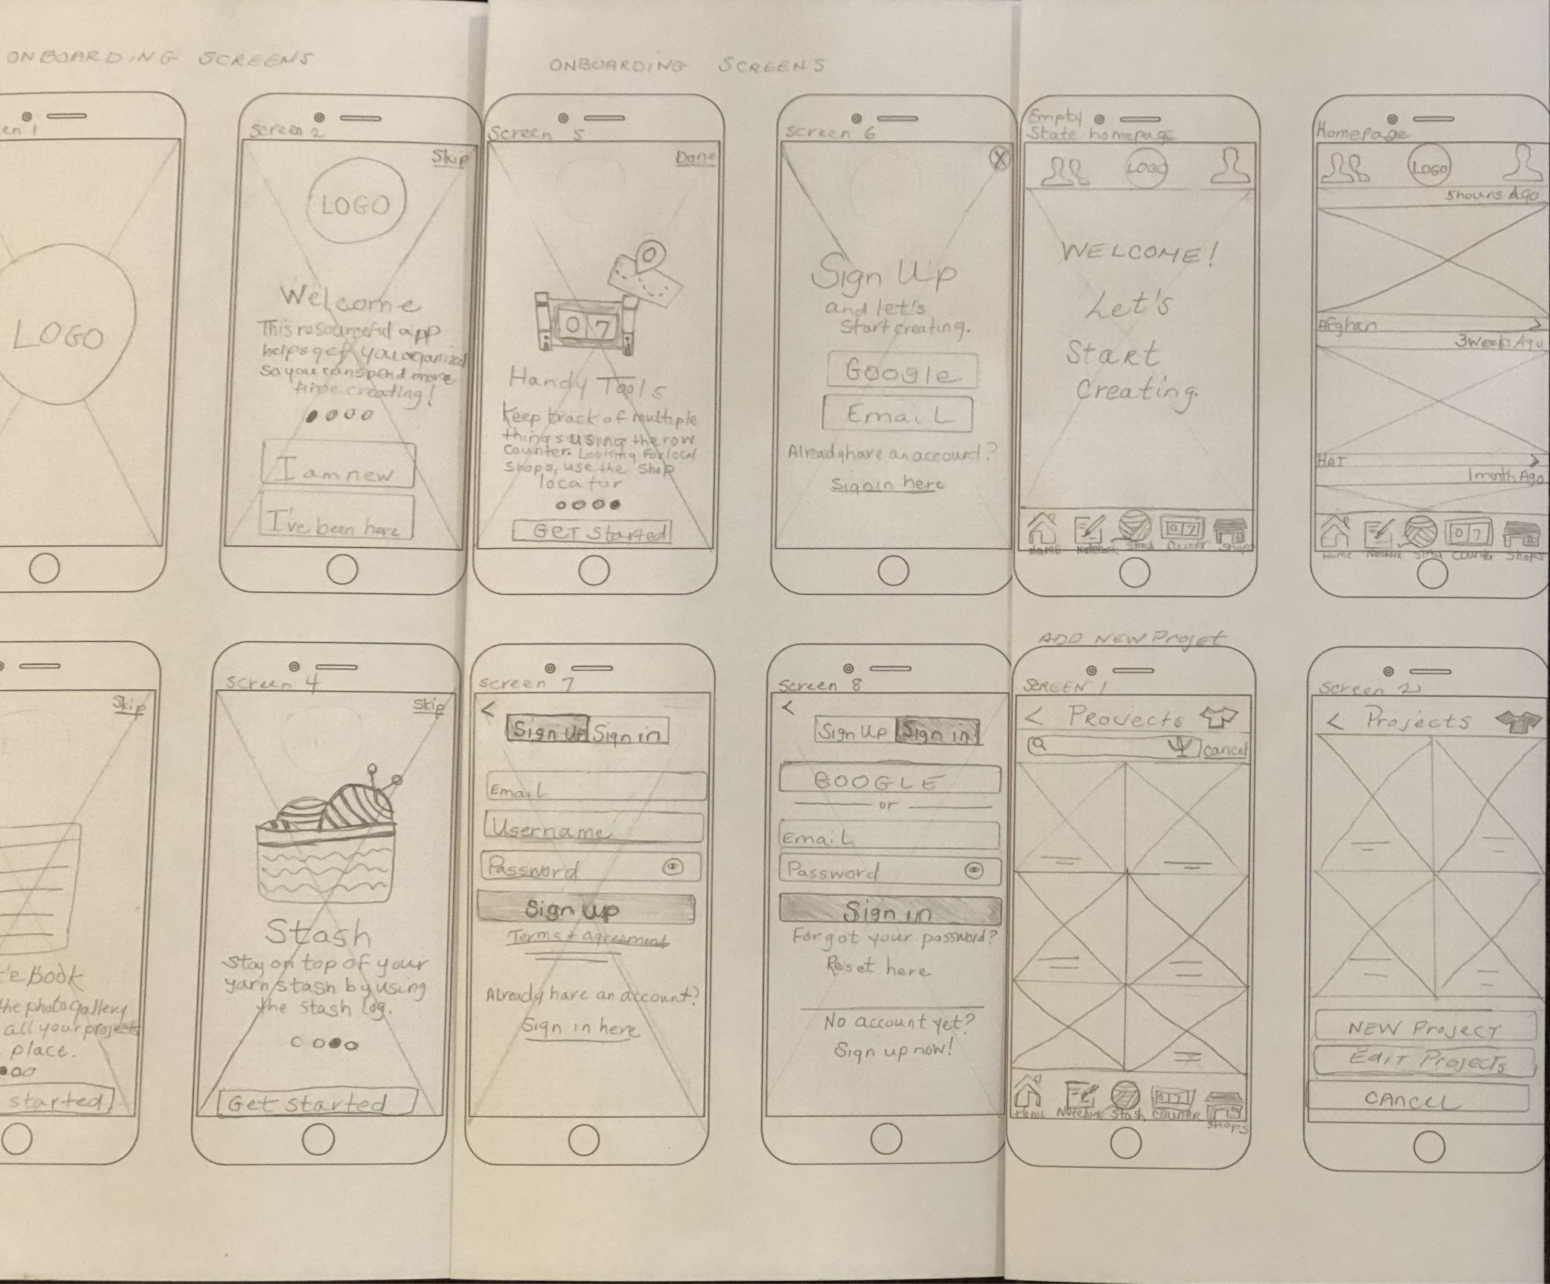 ONBOARDING SCREENS
ONBOARDING SCREENS
en 1
LOGO
Screen 2
Skip
LOGO
Welcome
This resourceful app
helps get you organized
so you can spend more
time creating!
I am new
I've been here
Screen 5
Done
07
Handy Tools
Keep track of multiple
things using the row
counter. Looking for local
shops, use the shop
locator
Get Started
Screen 6
X
Sign Up
and let's
Start creating.
Google
Email
Already have an account?
Sign in here
Empty
State homepage
LOGO
WELCOME!
Let's
Start
Creating.
07
Home
Notebook
Stash
Counter
Shops
Homepage
LOGO
5hours Ago
Afghan
3 Weeks Ago
HAT
1month Ago
07
Home
Stash
Counter
Shops
Skip
e book
the photo gallery
all your projects
place.
started
Screen 4
Skip
Stash
Stay on top of your
yarn stash by using
the stash log.
Get Started
Screen 7
<
Sign Up Sign in
Email
Username
Password
Sign Up
Terms + Agreement
Already have an account?
Sign in here
Screen 8
<
Sign Up Sign in
GOOGLE
or
Email
Password
Sign in
Forgot your password?
Reset here
No account yet?
Sign up now!
ADD NEW Projet
SCREEN 1
< Provects
cancel
07
Home
Notebook
Stash
Counter
Shops
Screen 2
< Projects
NEW Project
Edit Projects
CANCEL